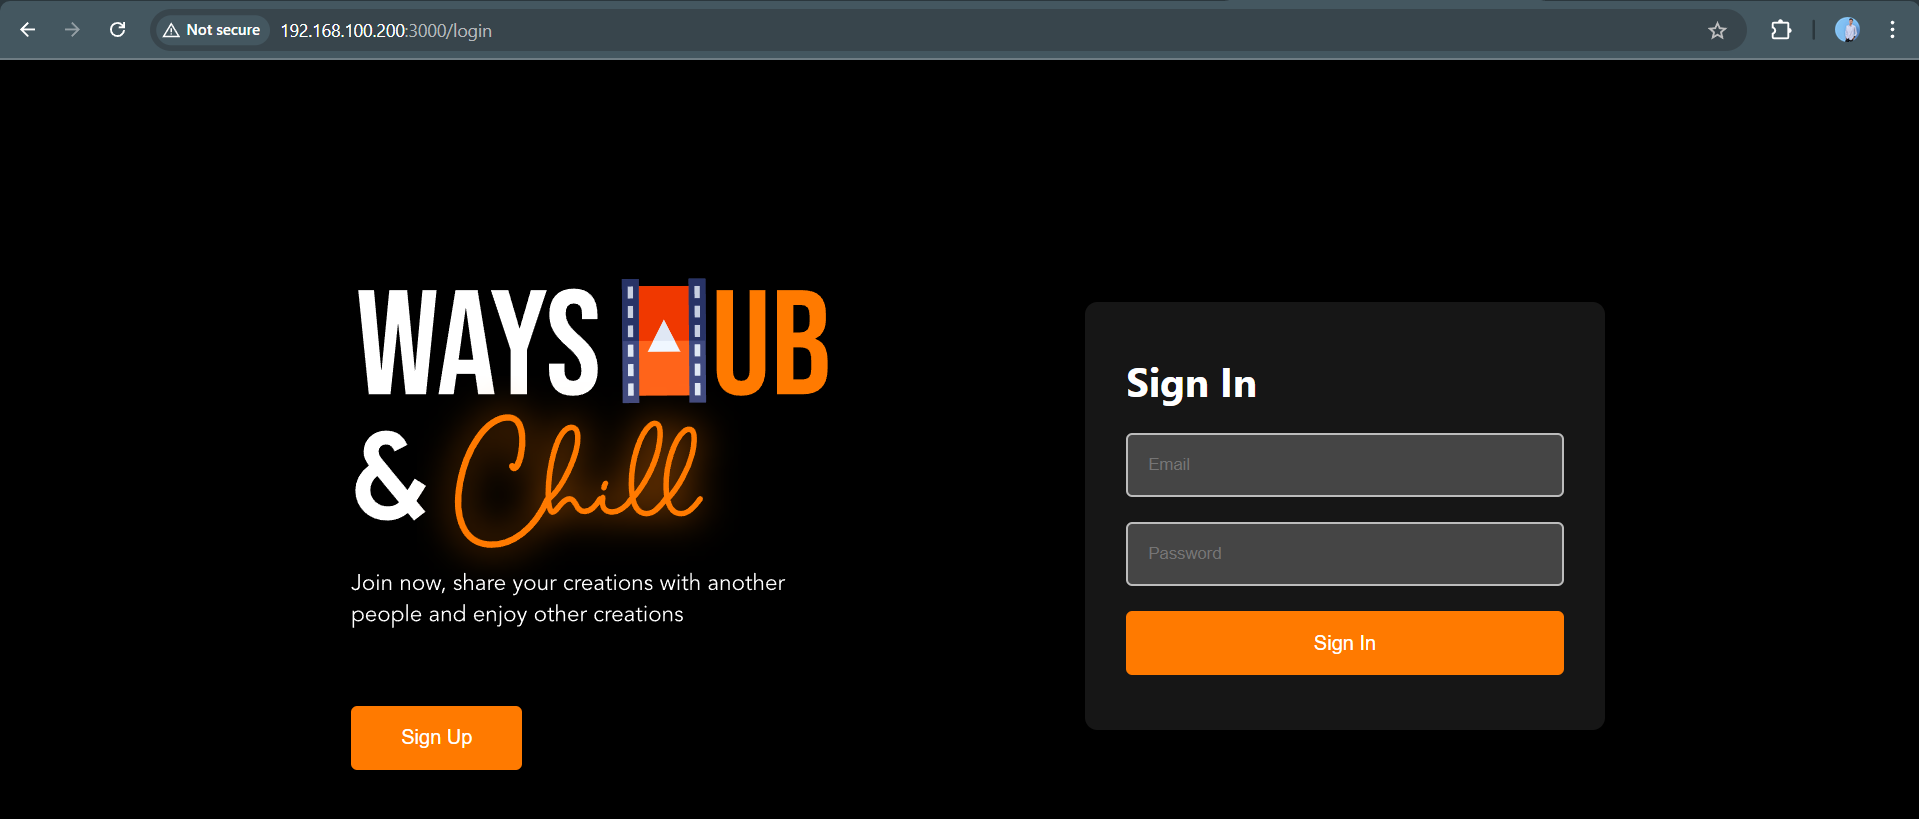 Not secure
192.168.100.200:3000/login
WAYS HUB
& Chill
Join now, share your creations with another
people and enjoy other creations
Sign Up
Sign In
Email
Password
Sign In